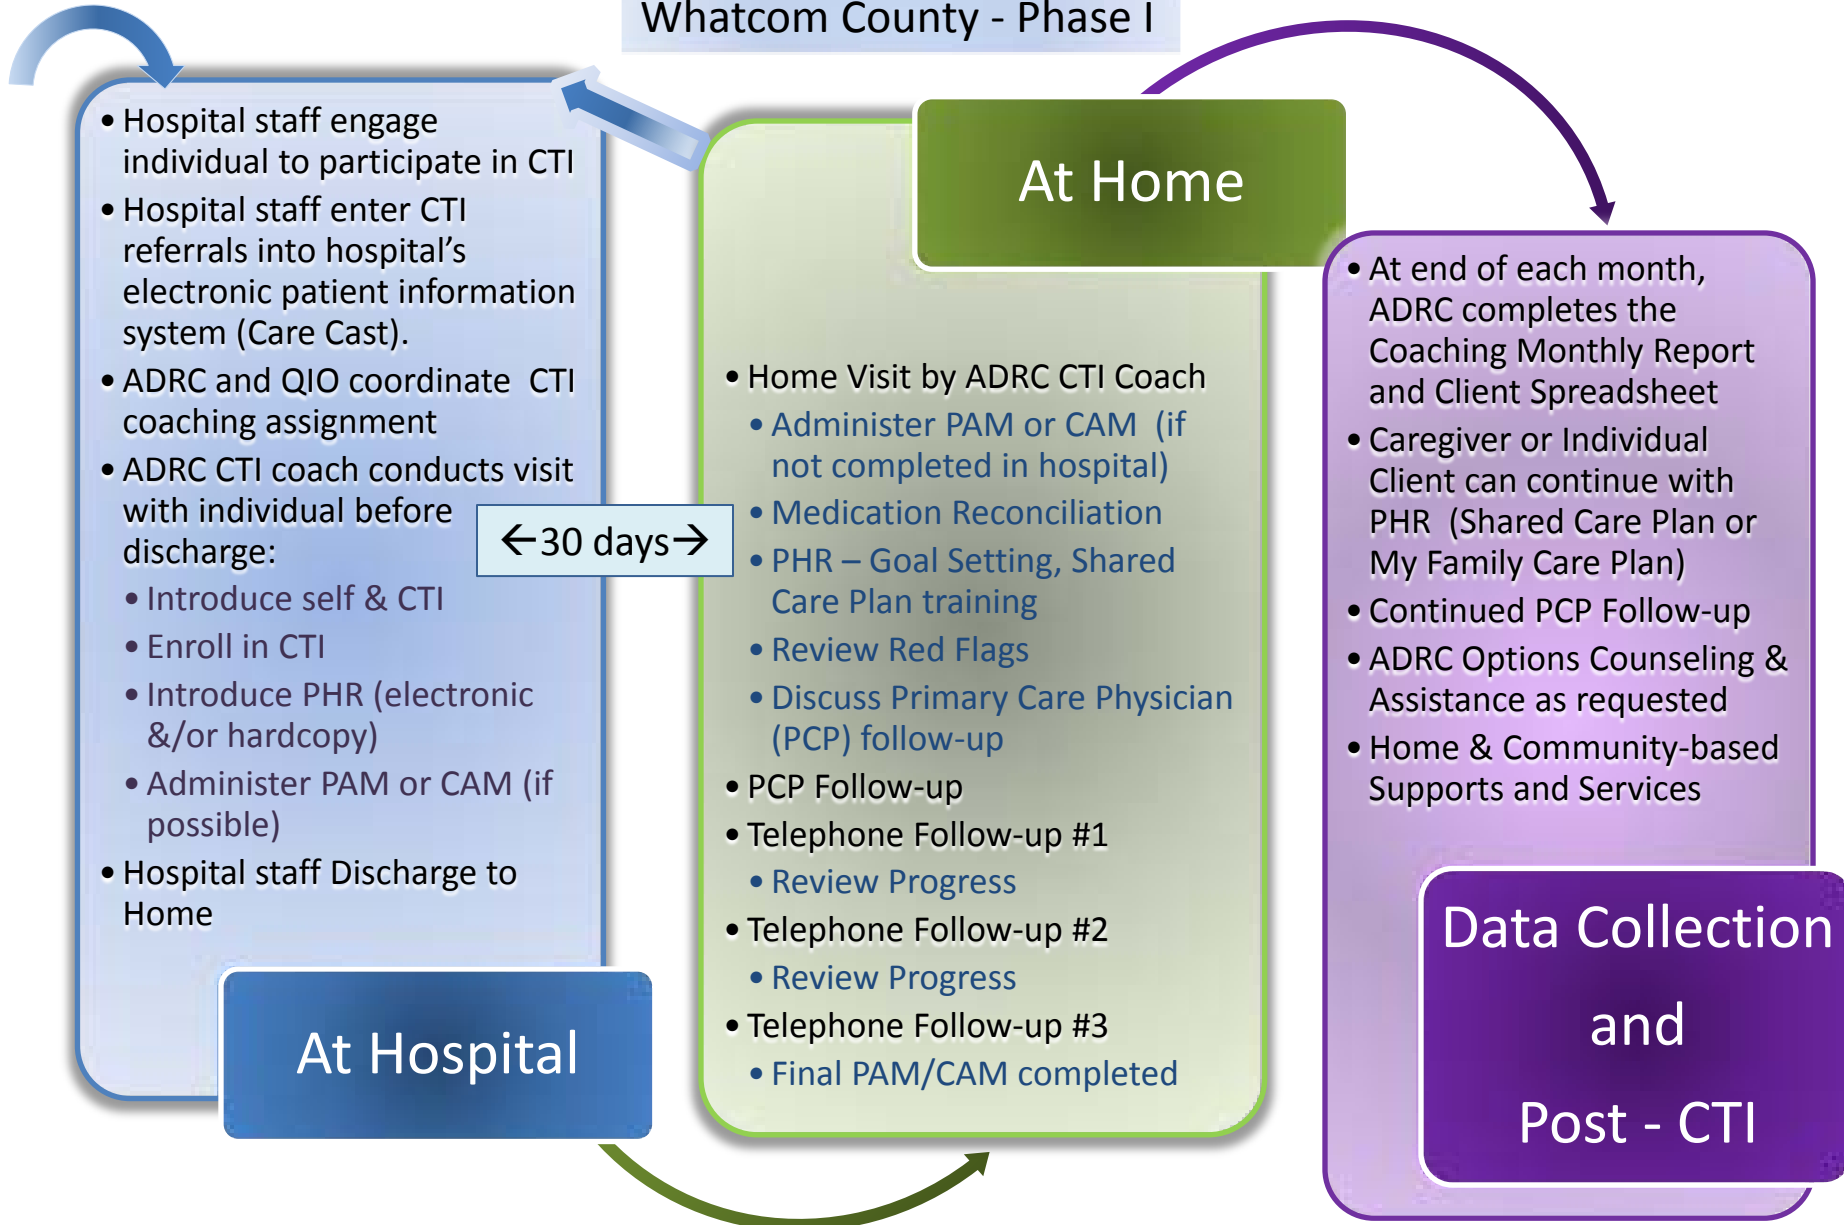 Whatcom County - Phase I
• Hospital staff engage
individual to participate in CTI
• Hospital staff enter CTI
referrals into hospital’s
electronic patient information
system (Care Cast).
• ADRC and QIO coordinate CTI
coaching assignment
• ADRC CTI coach conducts visit
with individual before
discharge:
• Introduce self & CTI
• Enroll in CTI
• Introduce PHR (electronic
&/or hardcopy)
• Administer PAM or CAM (if
possible)
• Hospital staff Discharge to
Home
At Hospital
←30 days→
At Home
• Home Visit by ADRC CTI Coach
• Administer PAM or CAM (if
not completed in hospital)
• Medication Reconciliation
• PHR – Goal Setting, Shared
Care Plan training
• Review Red Flags
• Discuss Primary Care Physician
(PCP) follow-up
• PCP Follow-up
• Telephone Follow-up #1
• Review Progress
• Telephone Follow-up #2
• Review Progress
• Telephone Follow-up #3
• Final PAM/CAM completed
• At end of each month,
ADRC completes the
Coaching Monthly Report
and Client Spreadsheet
• Caregiver or Individual
Client can continue with
PHR (Shared Care Plan or
My Family Care Plan)
• Continued PCP Follow-up
• ADRC Options Counseling &
Assistance as requested
• Home & Community-based
Supports and Services
Data Collection
and
Post - CTI